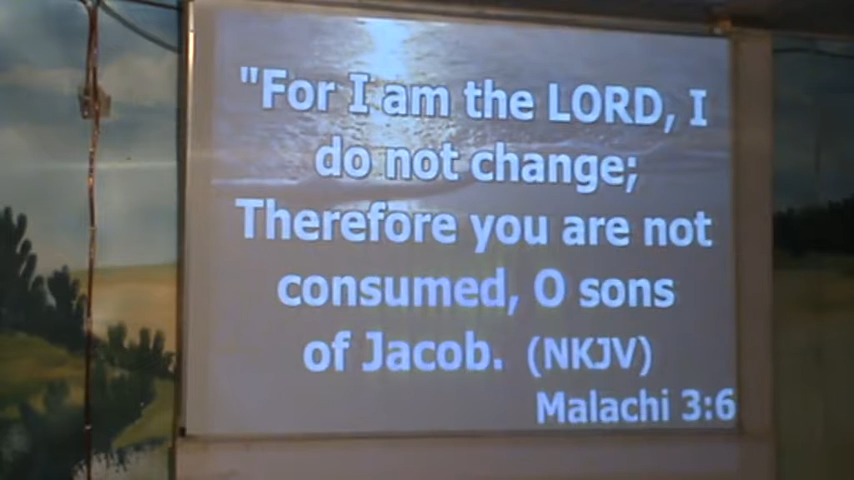 "For I am the LORD, I
do not change;
Therefore you are not
consumed, O sons
of Jacob. (NKJV)
Malachi 3:6